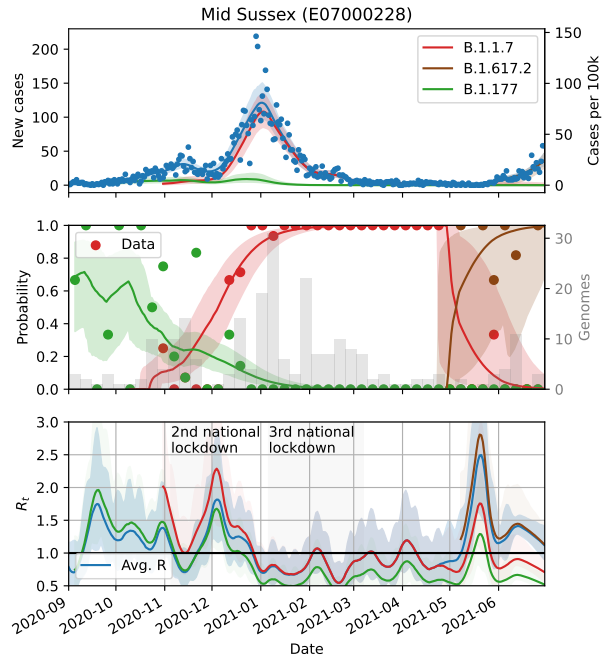 Mid Sussex (E07000228)
New cases
200
150
100
50
0
B.1.1.7
B.1.617.2
B.1.177
150
100
50
0
Cases per 100k
Probability
1.0
0.8
0.6
0.4
0.2
0.0
Data
30
20
10
0
Genomes
R_t
3.0
2.5
2.0
1.5
1.0
0.5
2nd national
lockdown
3rd national
lockdown
Avg. R
2020-09
2020-10
2020-11
2020-12
2021-01
2021-02
2021-03
2021-04
2021-05
2021-06
Date